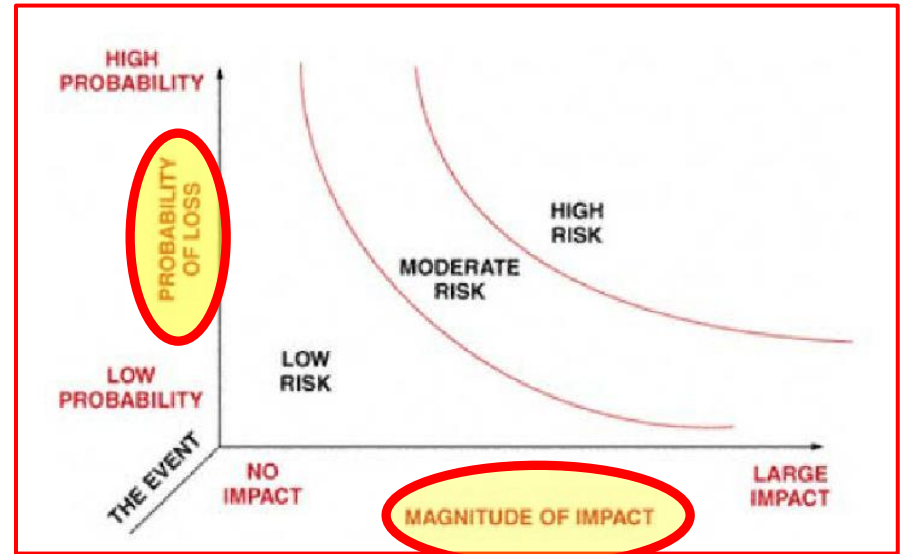 HIGH
PROBABILITY
PROBABILITY
OF LOSS
HIGH
RISK
MODERATE
RISK
LOW
RISK
LOW
PROBABILITY
THE EVENT
NO
IMPACT
LARGE
IMPACT
MAGNITUDE OF IMPACT